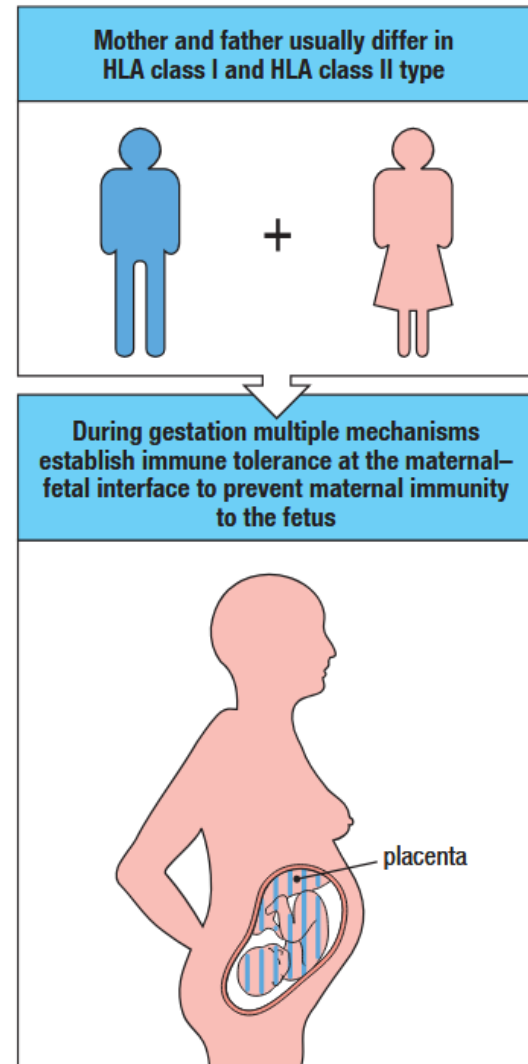 Mother and father usually differ in
HLA class I and HLA class II type
+
During gestation multiple mechanisms
establish immune tolerance at the maternal–
fetal interface to prevent maternal immunity
to the fetus
placenta